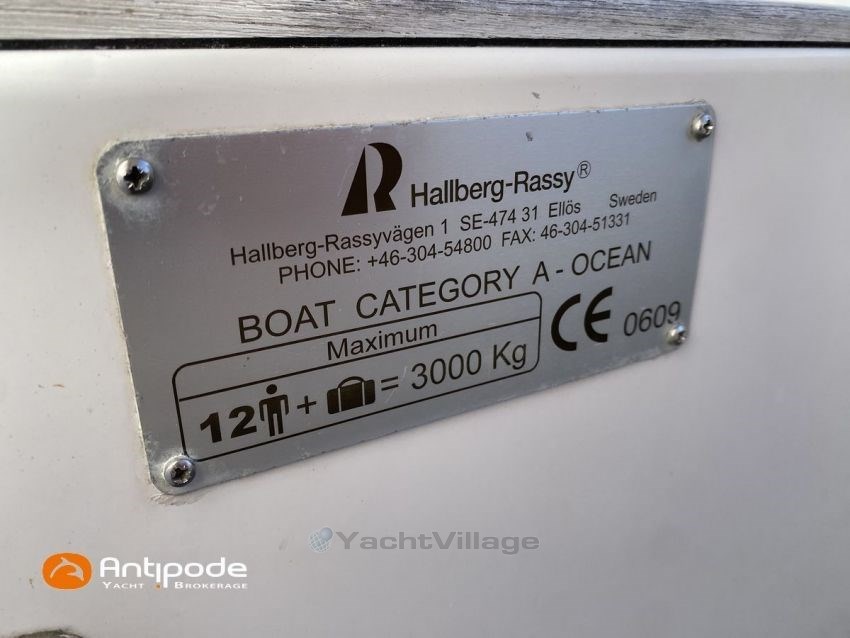 Hallberg-Rassy®
Hallberg-Rassyvägen 1 SE-474 31 Ellös Sweden
PHONE: +46-304-54800 FAX: 46-304-51331
BOAT CATEGORY A - OCEAN
Maximum
12 + = 3000 Kg
CE 0609
YachtVillage
Antipode
YACHT BROKERAGE